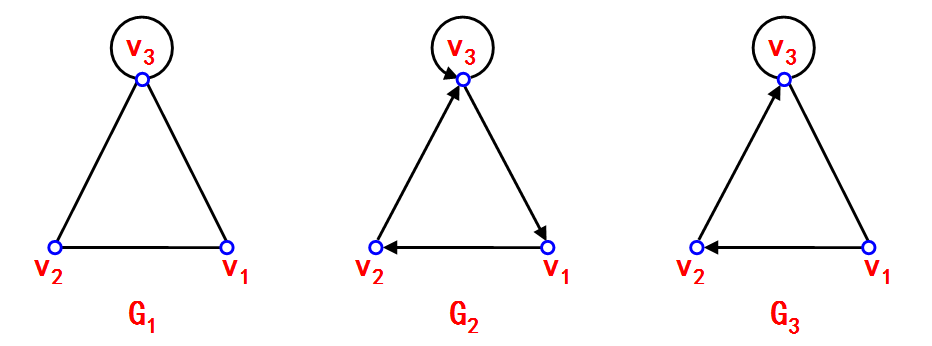 v₃ v₃ v₃
v₂ v₁ v₂ v₁ v₂ v₁
G₁ G₂ G₃